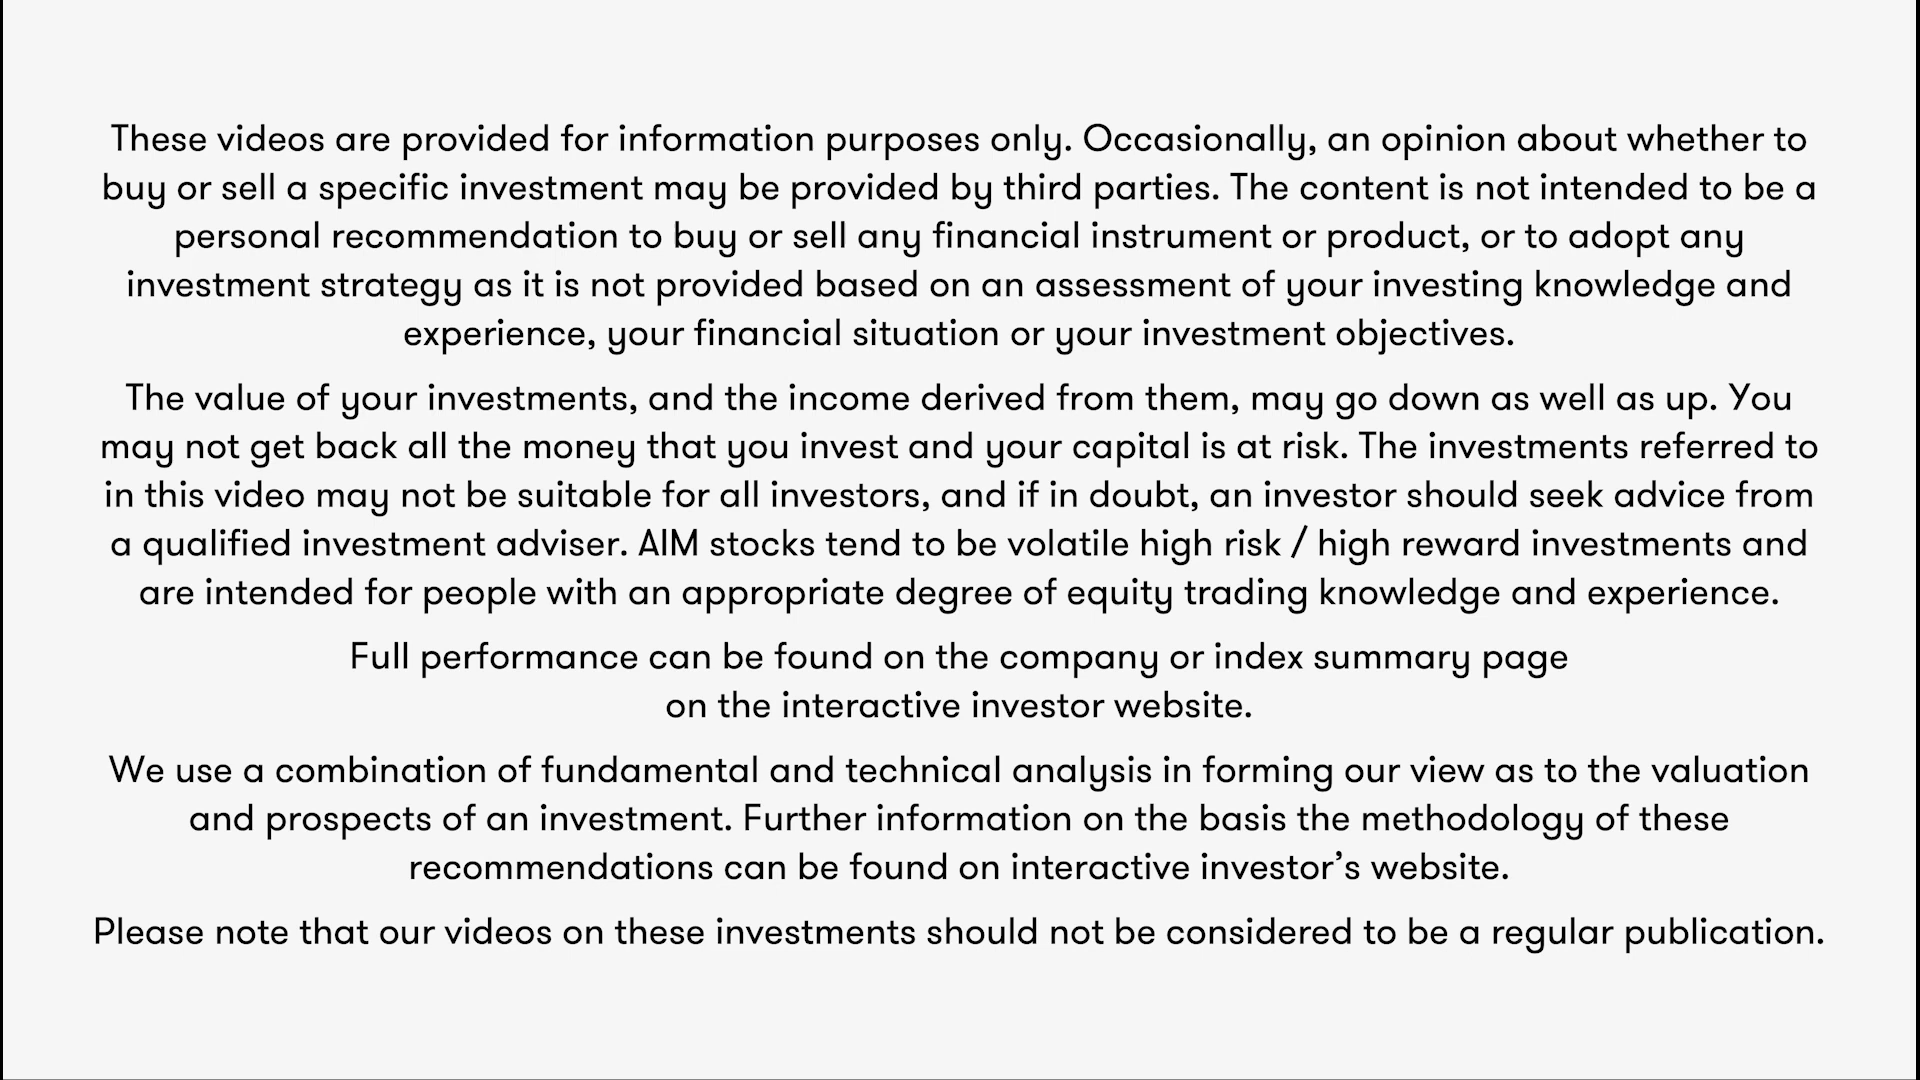 These videos are provided for information purposes only. Occasionally, an opinion about whether to
buy or sell a specific investment may be provided by third parties. The content is not intended to be a
personal recommendation to buy or sell any financial instrument or product, or to adopt any
investment strategy as it is not provided based on an assessment of your investing knowledge and
experience, your financial situation or your investment objectives.
The value of your investments, and the income derived from them, may go down as well as up. You
may not get back all the money that you invest and your capital is at risk. The investments referred to
in this video may not be suitable for all investors, and if in doubt, an investor should seek advice from
a qualified investment adviser. AIM stocks tend to be volatile high risk / high reward investments and
are intended for people with an appropriate degree of equity trading knowledge and experience.
Full performance can be found on the company or index summary page
on the interactive investor website.
We use a combination of fundamental and technical analysis in forming our view as to the valuation
and prospects of an investment. Further information on the basis the methodology of these
recommendations can be found on interactive investor’s website.
Please note that our videos on these investments should not be considered to be a regular publication.